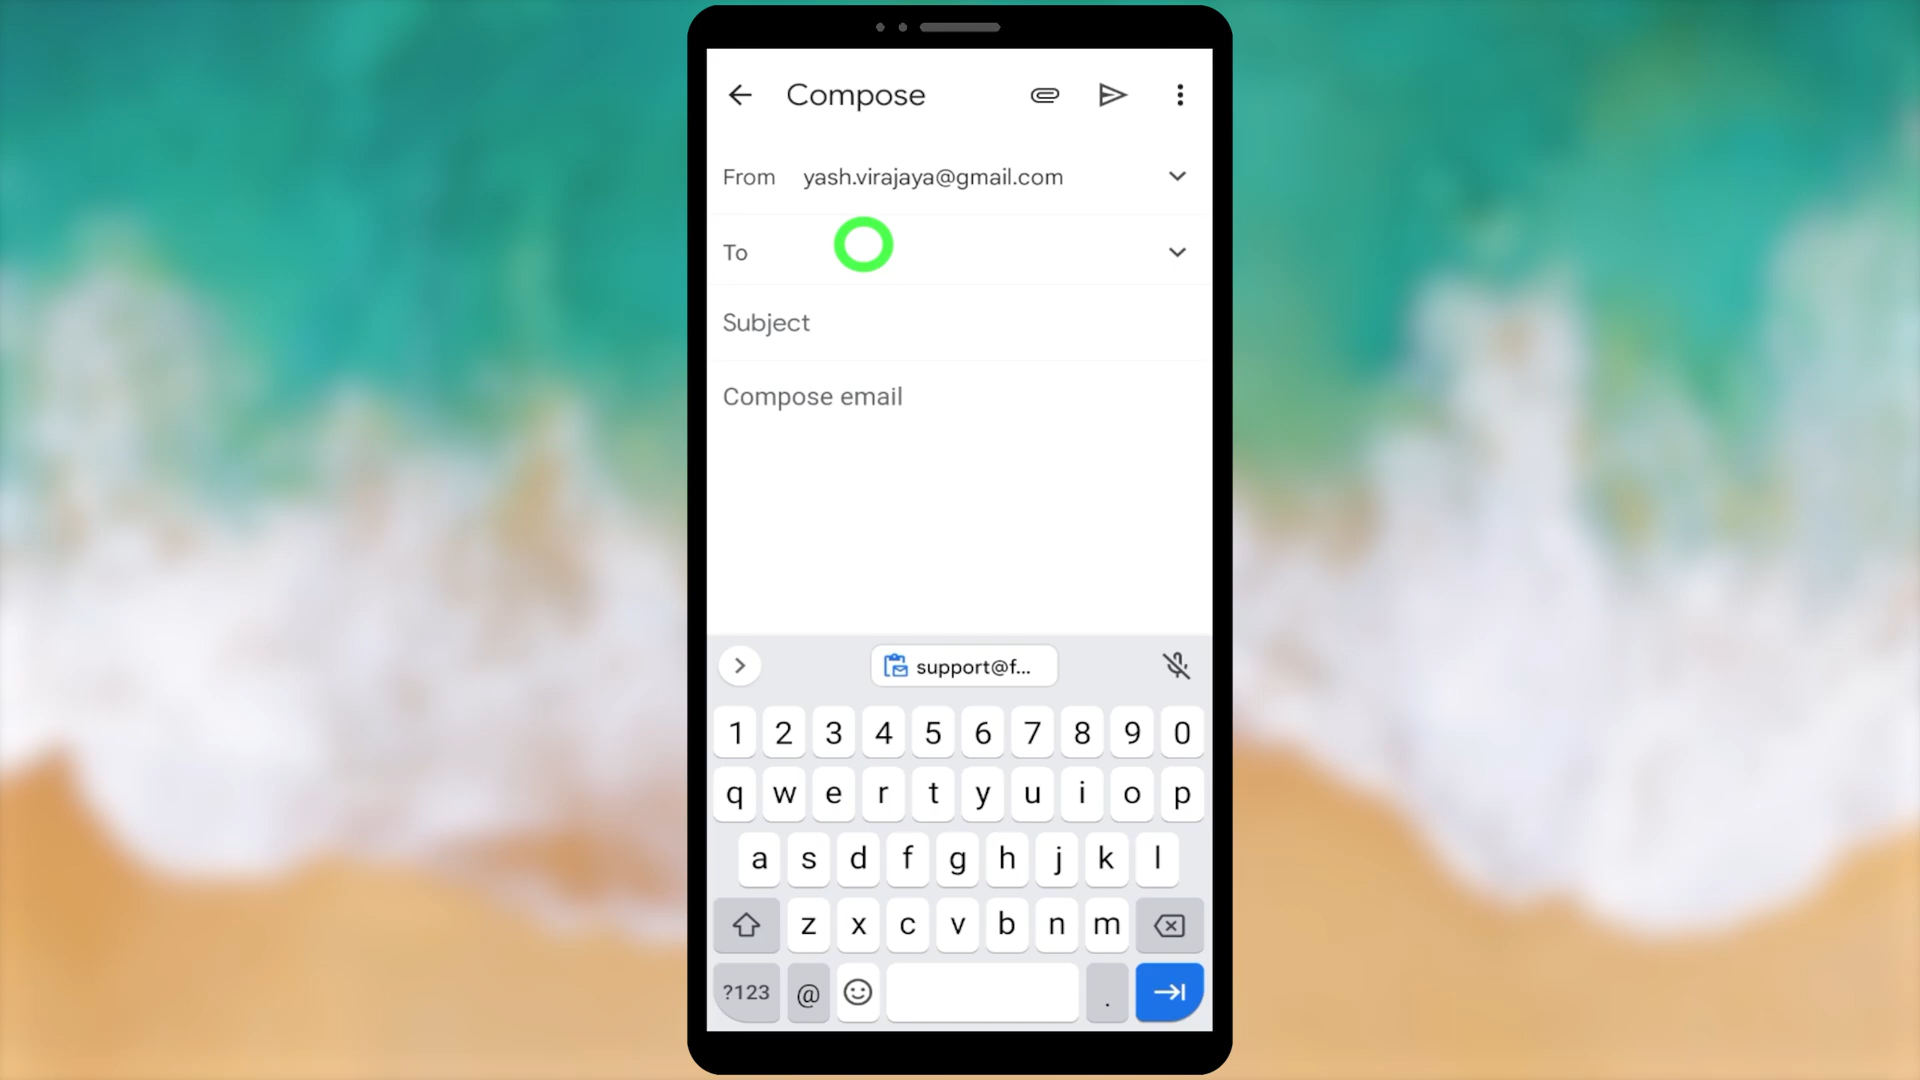 Compose
From yash.virajaya@gmail.com
To
Subject
Compose email
support@f...
1 2 3 4 5 6 7 8 9 0
q w e r t y u i o p
a s d f g h j k l
z x c v b n m
?123 @ .